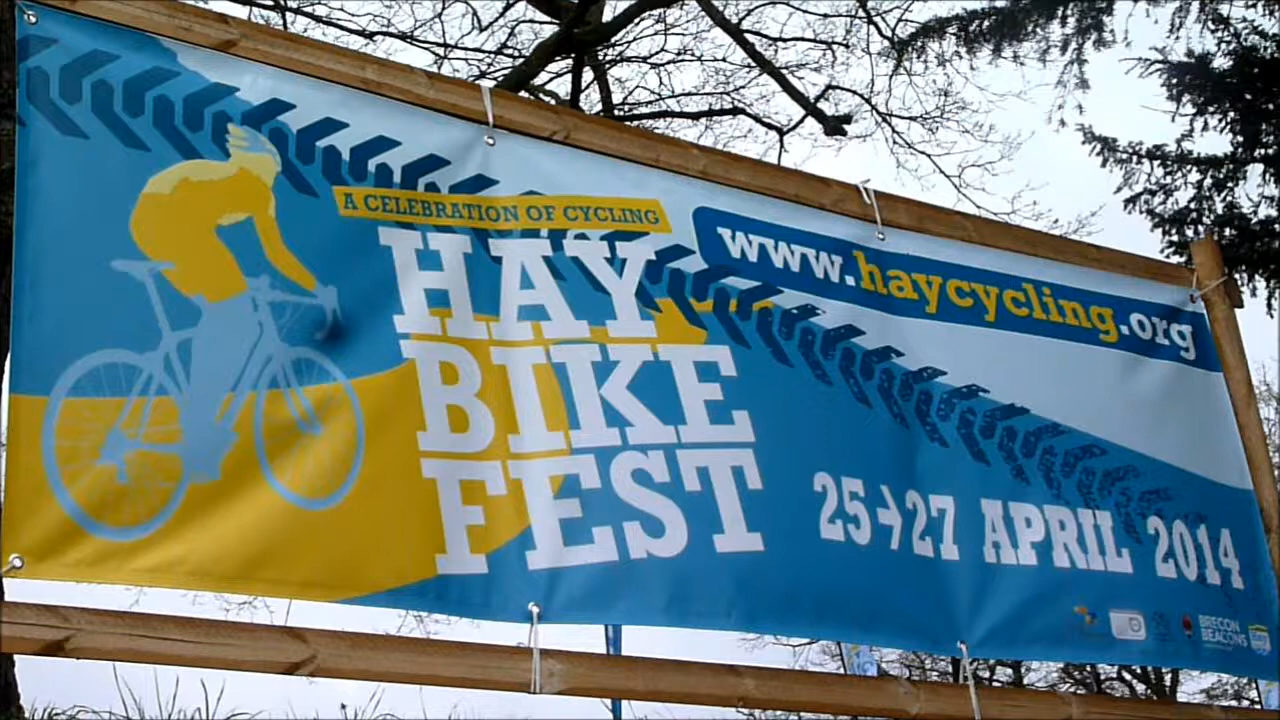 A CELEBRATION OF CYCLING
HAY
BIKE
FEST
www.haycycling.org
25→27 APRIL 2014
BRECON
BEACONS